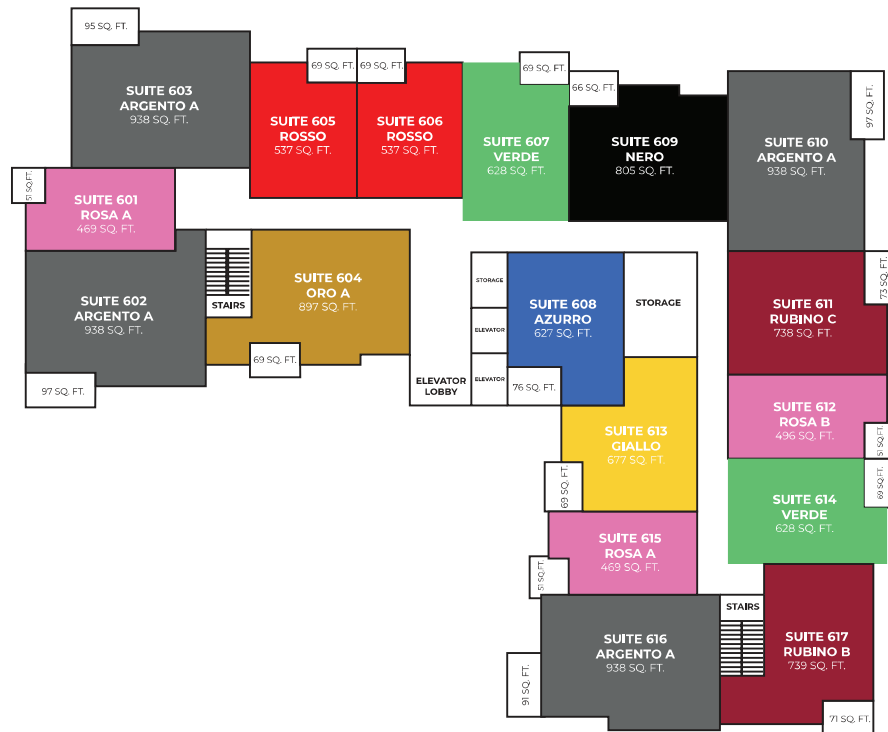 95 SQ. FT.
SUITE 603
ARGENTO A
938 SQ. FT.
69 SQ. FT.
69 SQ. FT.
SUITE 605
ROSSO
537 SQ. FT.
SUITE 606
ROSSO
537 SQ. FT.
69 SQ. FT.
SUITE 607
VERDE
628 SQ. FT.
66 SQ. FT.
SUITE 609
NERO
805 SQ. FT.
97 SQ. FT.
SUITE 610
ARGENTO A
938 SQ. FT.
51 SQ.FT.
SUITE 601
ROSA A
469 SQ. FT.
SUITE 602
ARGENTO A
938 SQ. FT.
97 SQ. FT.
STAIRS
SUITE 604
ORO A
897 SQ. FT.
69 SQ. FT.
ELEVATOR
LOBBY
STORAGE
ELEVATOR
ELEVATOR
SUITE 608
AZURRO
627 SQ. FT.
76 SQ. FT.
STORAGE
73 SQ. FT.
SUITE 611
RUBINO C
738 SQ. FT.
SUITE 612
ROSA B
496 SQ. FT.
51 SQ.FT.
SUITE 613
GIALLO
677 SQ. FT.
69 SQ. FT.
69 SQ. FT.
SUITE 614
VERDE
628 SQ. FT.
SUITE 615
ROSA A
469 SQ. FT.
51 SQ.FT.
SUITE 616
ARGENTO A
938 SQ. FT.
91 SQ. FT.
STAIRS
SUITE 617
RUBINO B
739 SQ. FT.
71 SQ. FT.